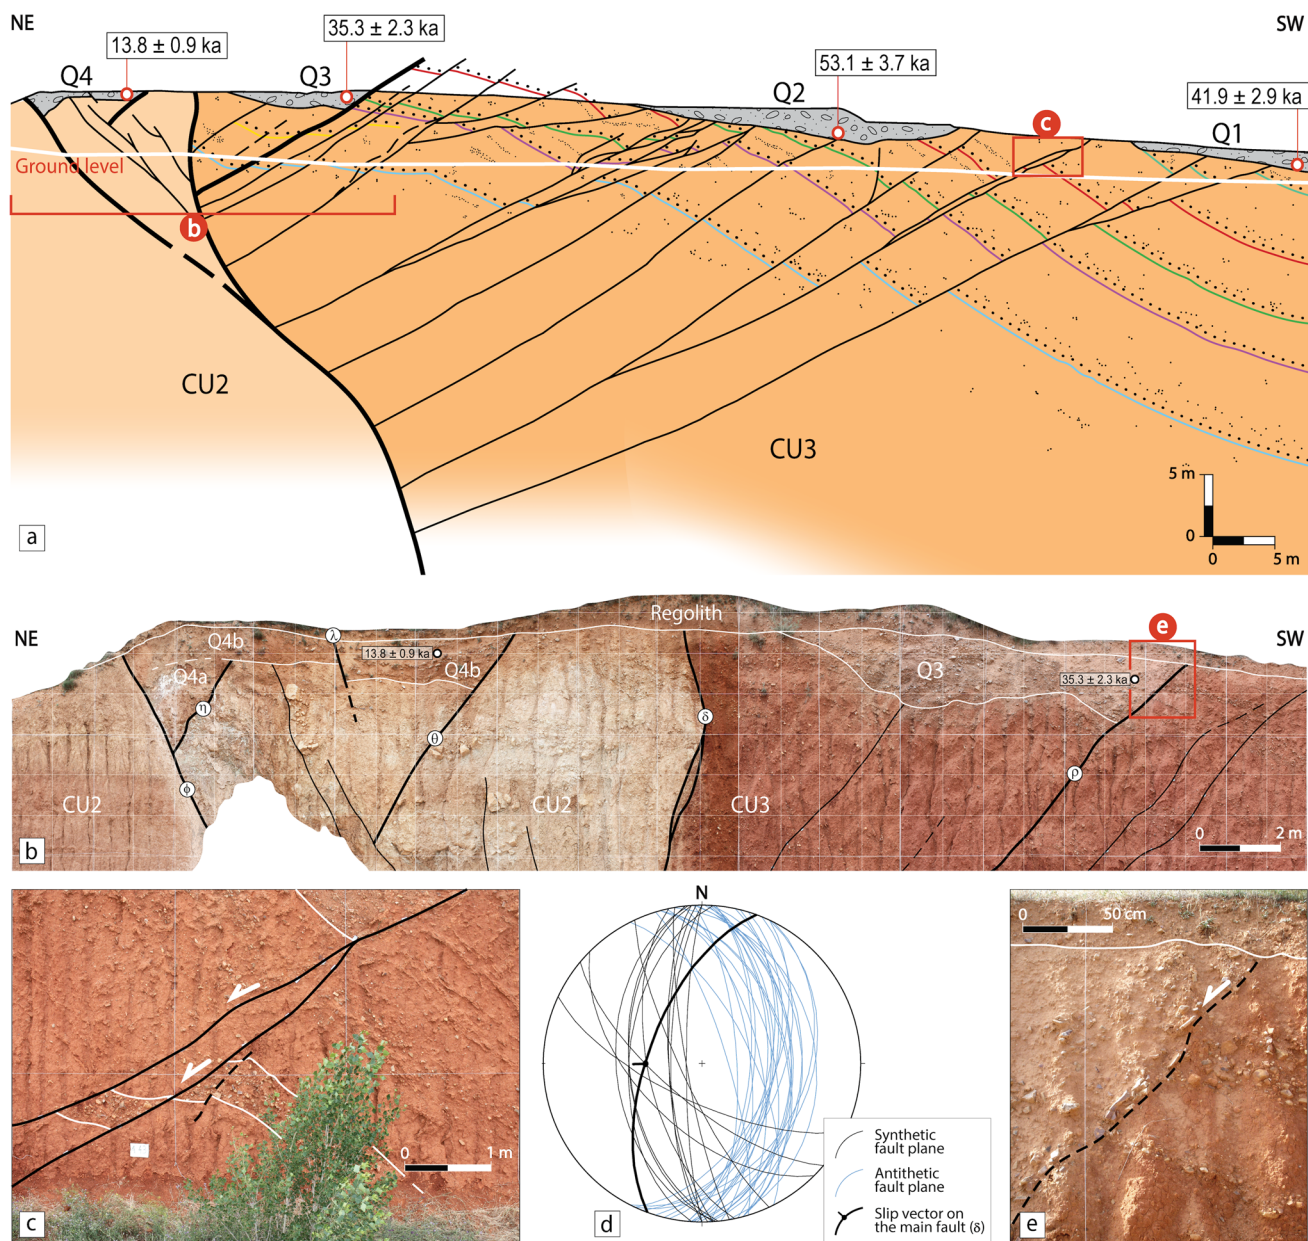 NE
SW
13.8 ± 0.9 ka
35.3 ± 2.3 ka
53.1 ± 3.7 ka
41.9 ± 2.9 ka
Q4
Q3
Q2
Q1
c
Ground level
b
CU2
CU3
5 m
0
0
5 m
a
NE
SW
Regolith
e
λ
Q4b
13.8 ± 0.9 ka
Q4b
Q4a
Q3
35.3 ± 2.3 ka
η
δ
θ
ρ
ϕ
CU2
CU2
CU3
0
2 m
b
0
1 m
c
N
Synthetic
fault plane
Antithetic
fault plane
Slip vector on
the main fault (δ)
d
0
50 cm
e